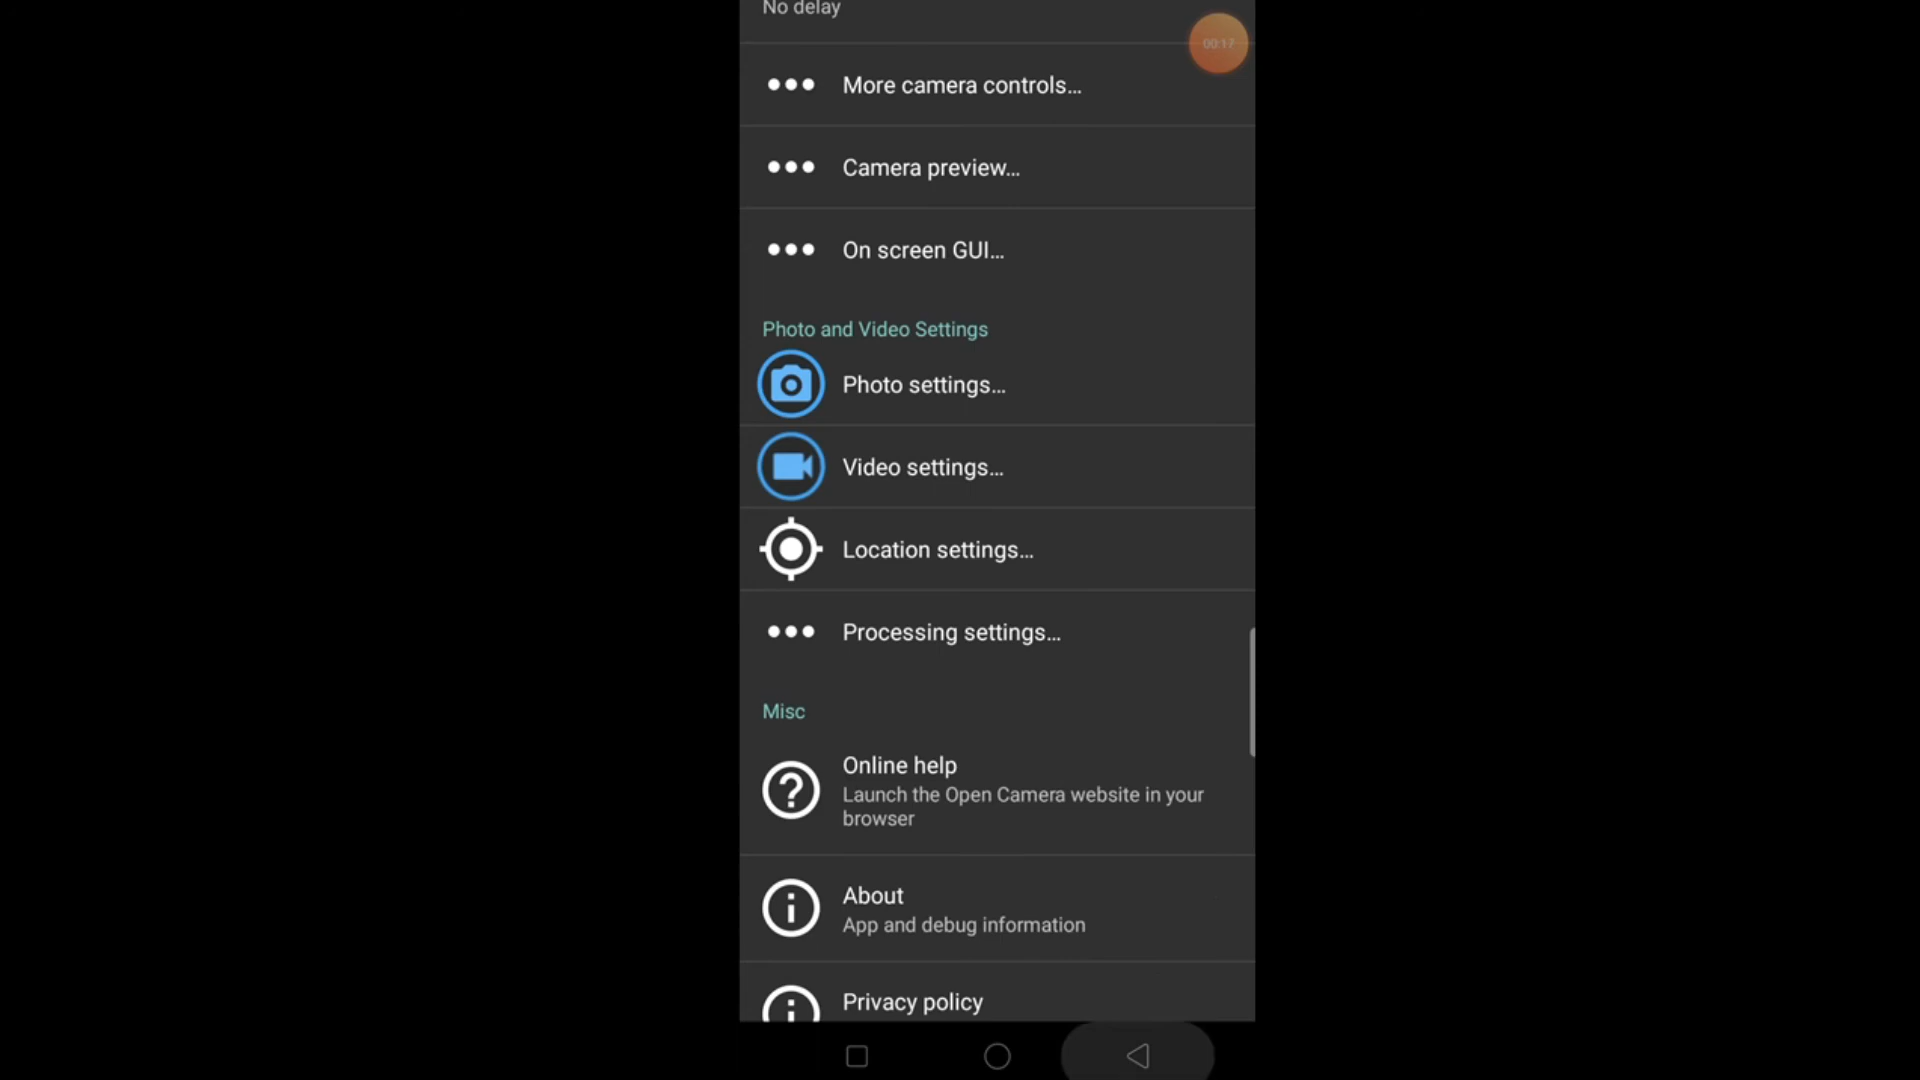 No delay
00:17
More camera controls...
Camera preview...
On screen GUI...
Photo and Video Settings
Photo settings...
Video settings...
Location settings...
Processing settings...
Misc
Online help
Launch the Open Camera website in your
browser
About
App and debug information
Privacy policy